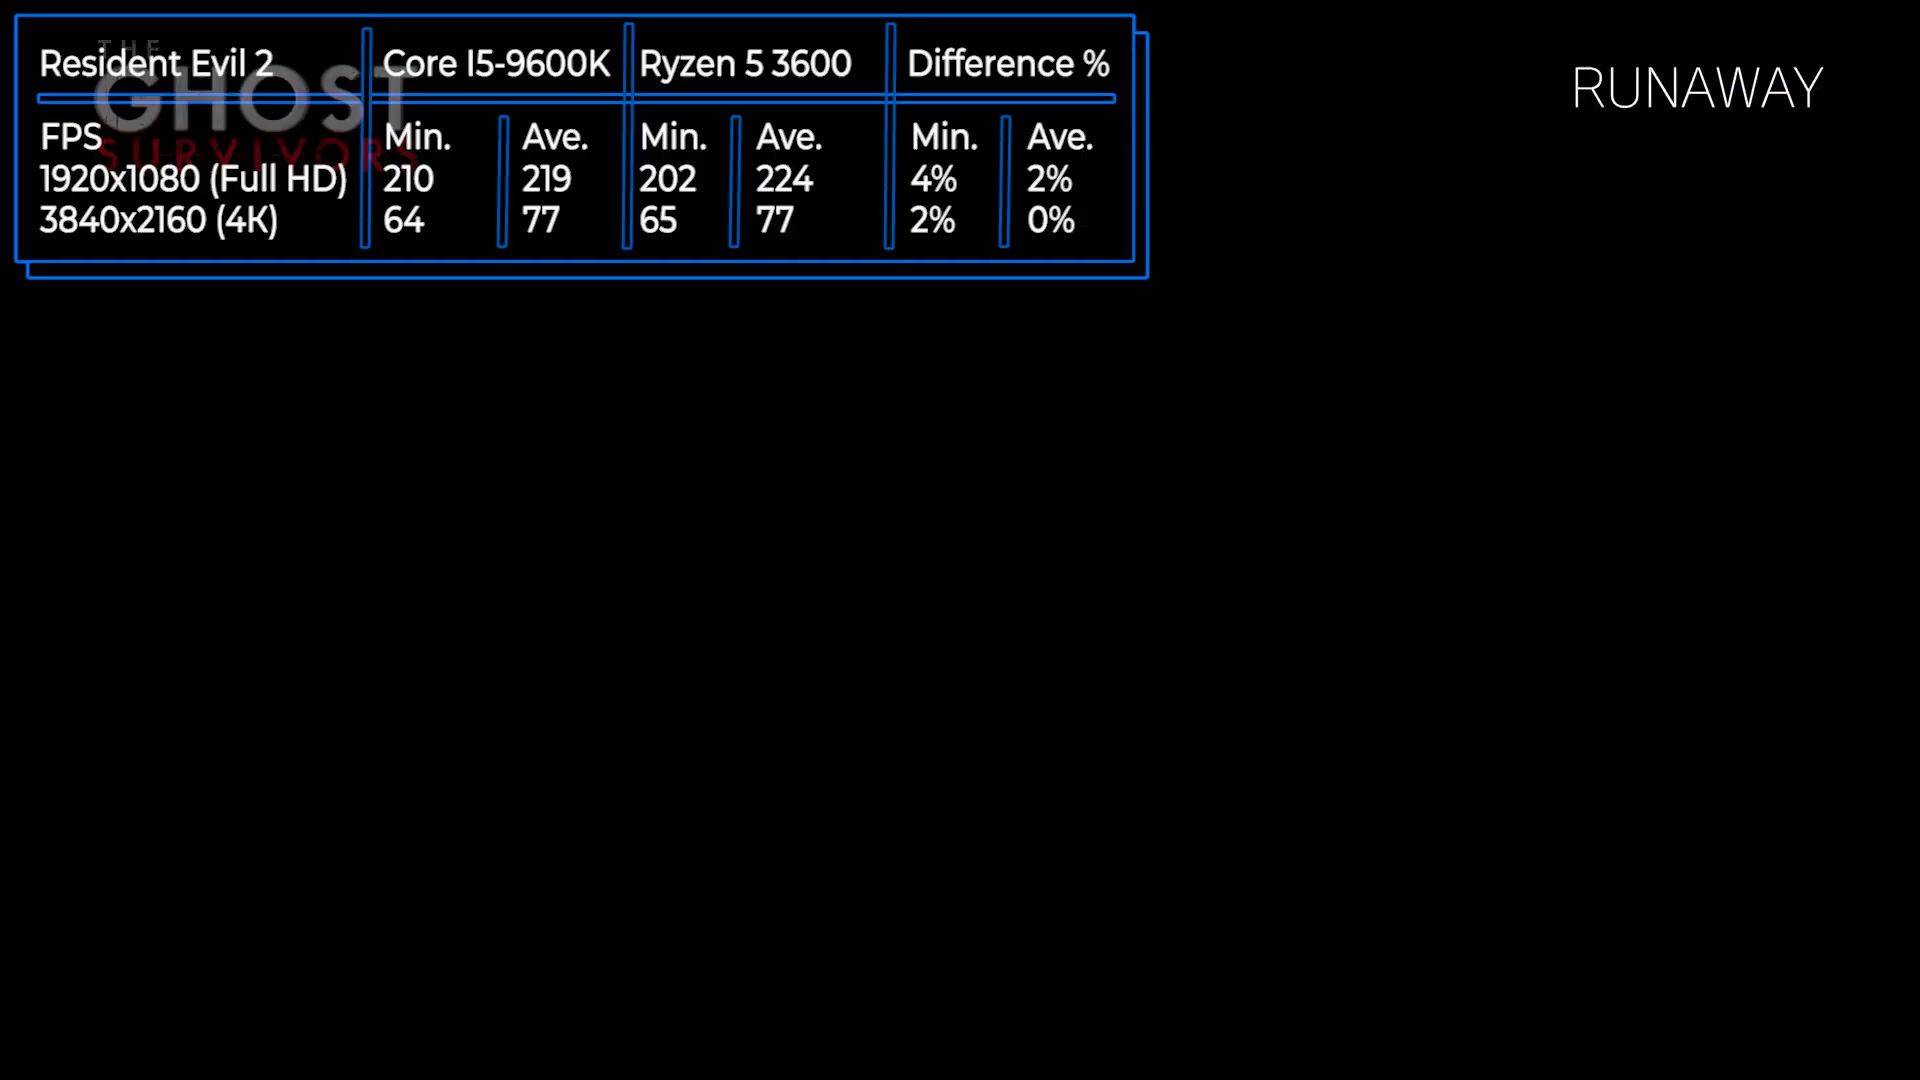 THE
GHOST
SURVIVORS
RUNAWAY
Resident Evil 2 Core I5-9600K Ryzen 5 3600 Difference %
FPS Min. Ave. Min. Ave. Min. Ave.
1920x1080 (Full HD) 210 219 202 224 4% 2%
3840x2160 (4K) 64 77 65 77 2% 0%